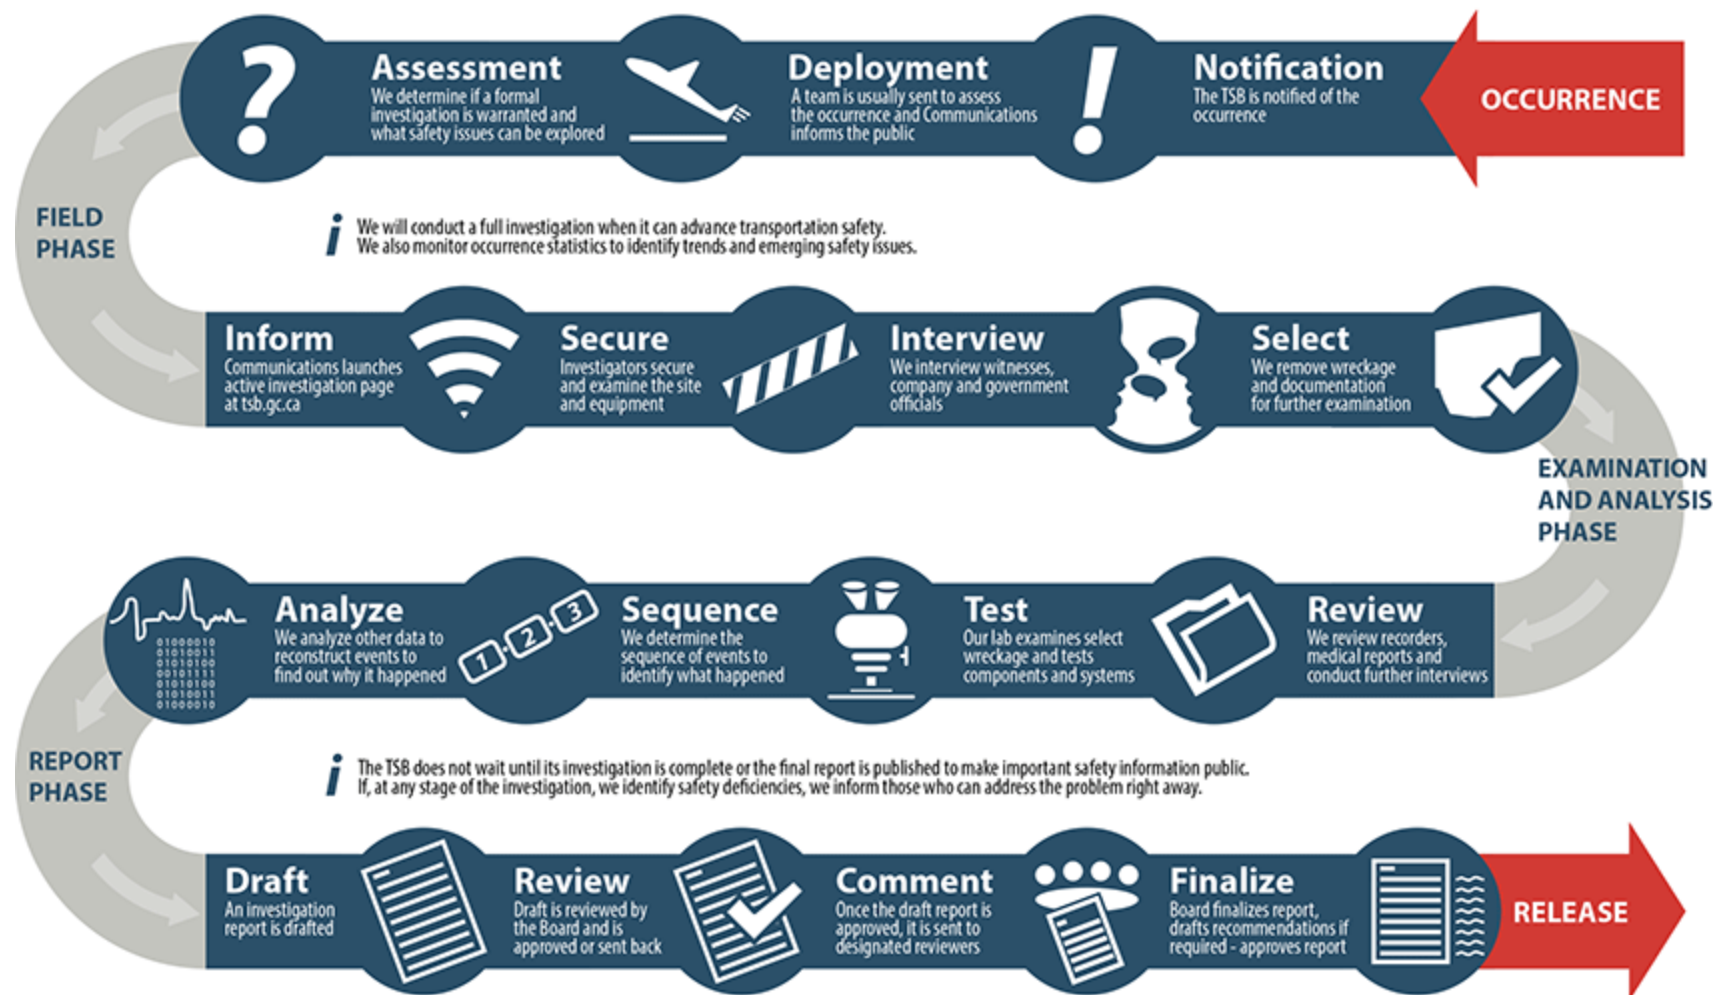 OCCURRENCE
Notification
The TSB is notified of the
occurrence
Deployment
A team is usually sent to assess
the occurrence and Communications
informs the public
Assessment
We determine if a formal
investigation is warranted and
what safety issues can be explored
FIELD
PHASE
We will conduct a full investigation when it can advance transportation safety.
We also monitor occurrence statistics to identify trends and emerging safety issues.
Inform
Communications launches
active investigation page
at tsb.gc.ca
Secure
Investigators secure
and examine the site
and equipment
Interview
We interview witnesses,
company and government
officials
Select
We remove wreckage
and documentation
for further examination
EXAMINATION
AND ANALYSIS
PHASE
Review
We review recorders,
medical reports and
conduct further interviews
Test
Our lab examines select
wreckage and tests
components and systems
Sequence
We determine the
sequence of events to
identify what happened
1 2 3
Analyze
We analyze other data to
reconstruct events to
find out why it happened
01000010
01010011
01010100
00101111
01010100
01010011
01000010
REPORT
PHASE
The TSB does not wait until its investigation is complete or the final report is published to make important safety information public.
If, at any stage of the investigation, we identify safety deficiencies, we inform those who can address the problem right away.
Draft
An investigation
report is drafted
Review
Draft is reviewed by
the Board and is
approved or sent back
Comment
Once the draft report is
approved, it is sent to
designated reviewers
Finalize
Board finalizes report,
drafts recommendations if
required - approves report
RELEASE